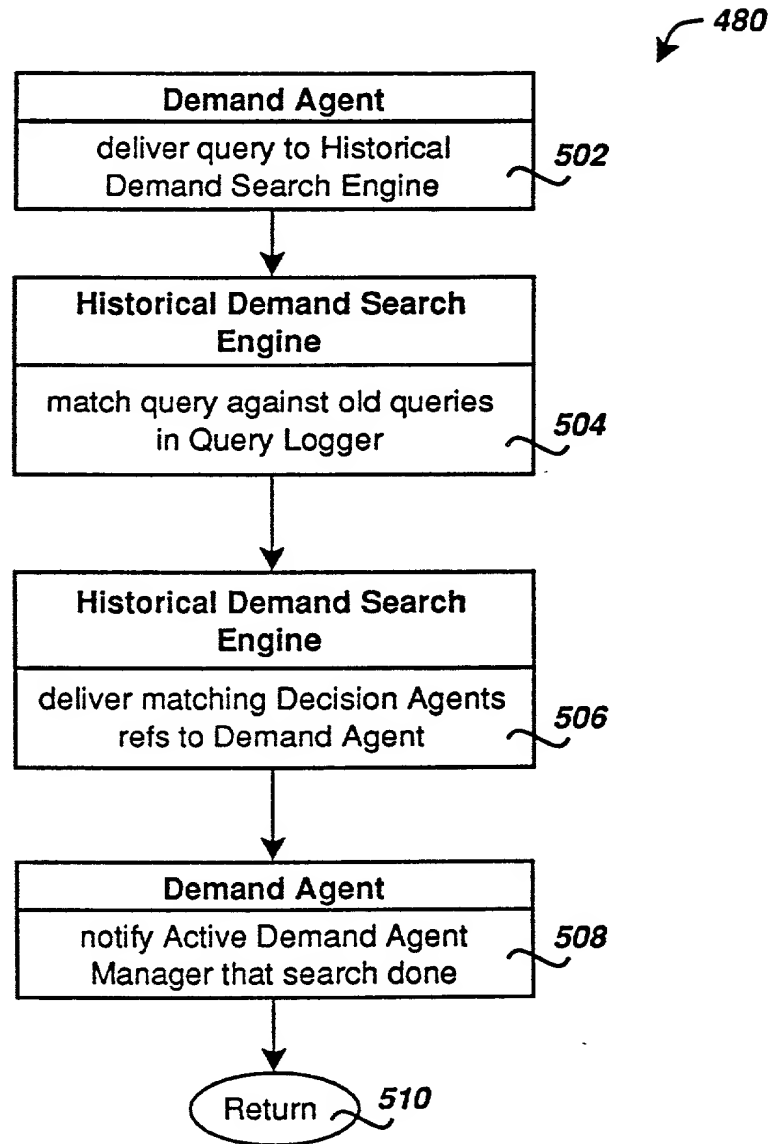 480
Demand Agent
deliver query to Historical
Demand Search Engine
502
Historical Demand Search
Engine
match query against old queries
in Query Logger
504
Historical Demand Search
Engine
deliver matching Decision Agents
refs to Demand Agent
506
Demand Agent
notify Active Demand Agent
Manager that search done
508
Return
510